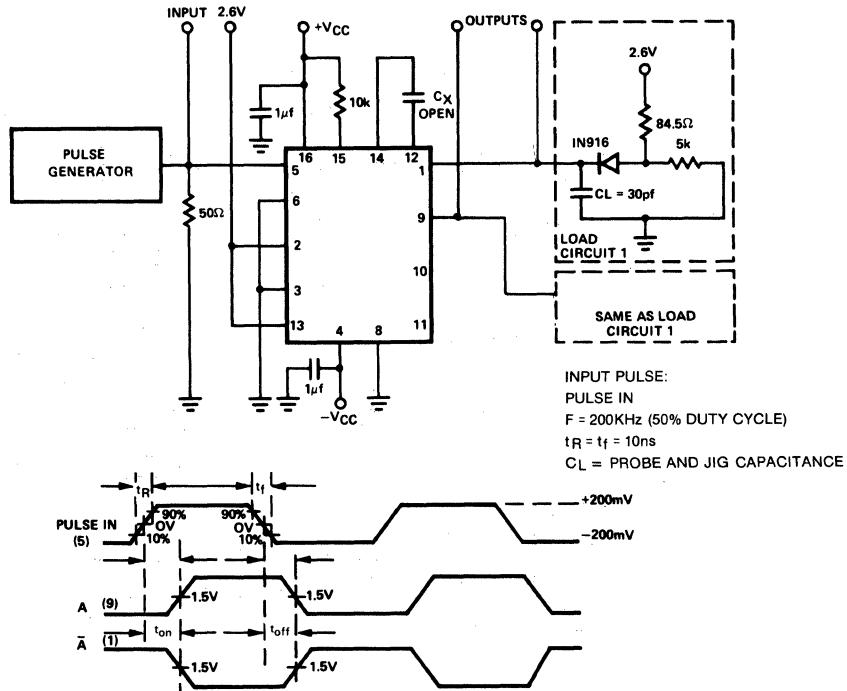 INPUT 2.6V
+VCC
OUTPUTS
2.6V
1µf
10k
CX
OPEN
84.5Ω
5k
IN916
PULSE
GENERATOR
16 15 14 12
5 1
6
50Ω
9
2
3
10
13
4 8 11
CL = 30pf
LOAD
CIRCUIT 1
SAME AS LOAD
CIRCUIT 1
1µf
-VCC
INPUT PULSE:
PULSE IN
F = 200KHz (50% DUTY CYCLE)
tR = tf = 10ns
CL = PROBE AND JIG CAPACITANCE
tR tf
+200mV
PULSE IN
(5)
90% 90%
OV OV
10% 10%
-200mV
A (9)
1.5V 1.5V
ton toff
Ā (1)
1.5V 1.5V